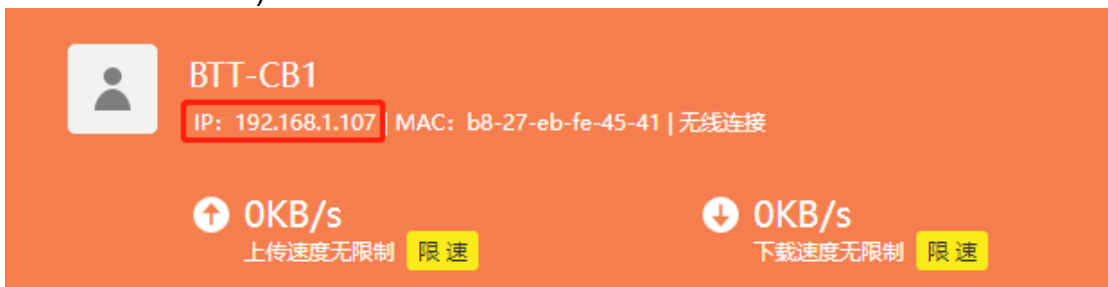 BTT-CB1
IP: 192.168.1.107 | MAC: b8-27-eb-fe-45-41 | 无线连接
0KB/s
上传速度无限制 限速
0KB/s
下载速度无限制 限速